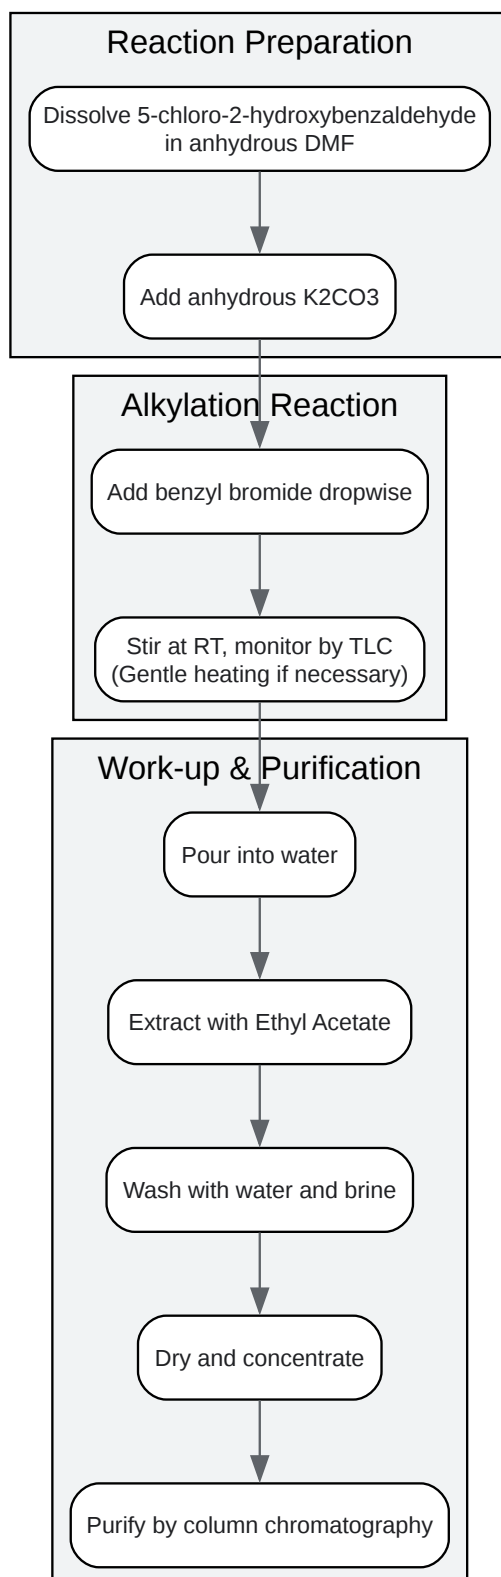 Reaction Preparation
Dissolve 5-chloro-2-hydroxybenzaldehyde
in anhydrous DMF
Add anhydrous K2CO3
Alkylation Reaction
Add benzyl bromide dropwise
Stir at RT, monitor by TLC
(Gentle heating if necessary)
Work-up & Purification
Pour into water
Extract with Ethyl Acetate
Wash with water and brine
Dry and concentrate
Purify by column chromatography